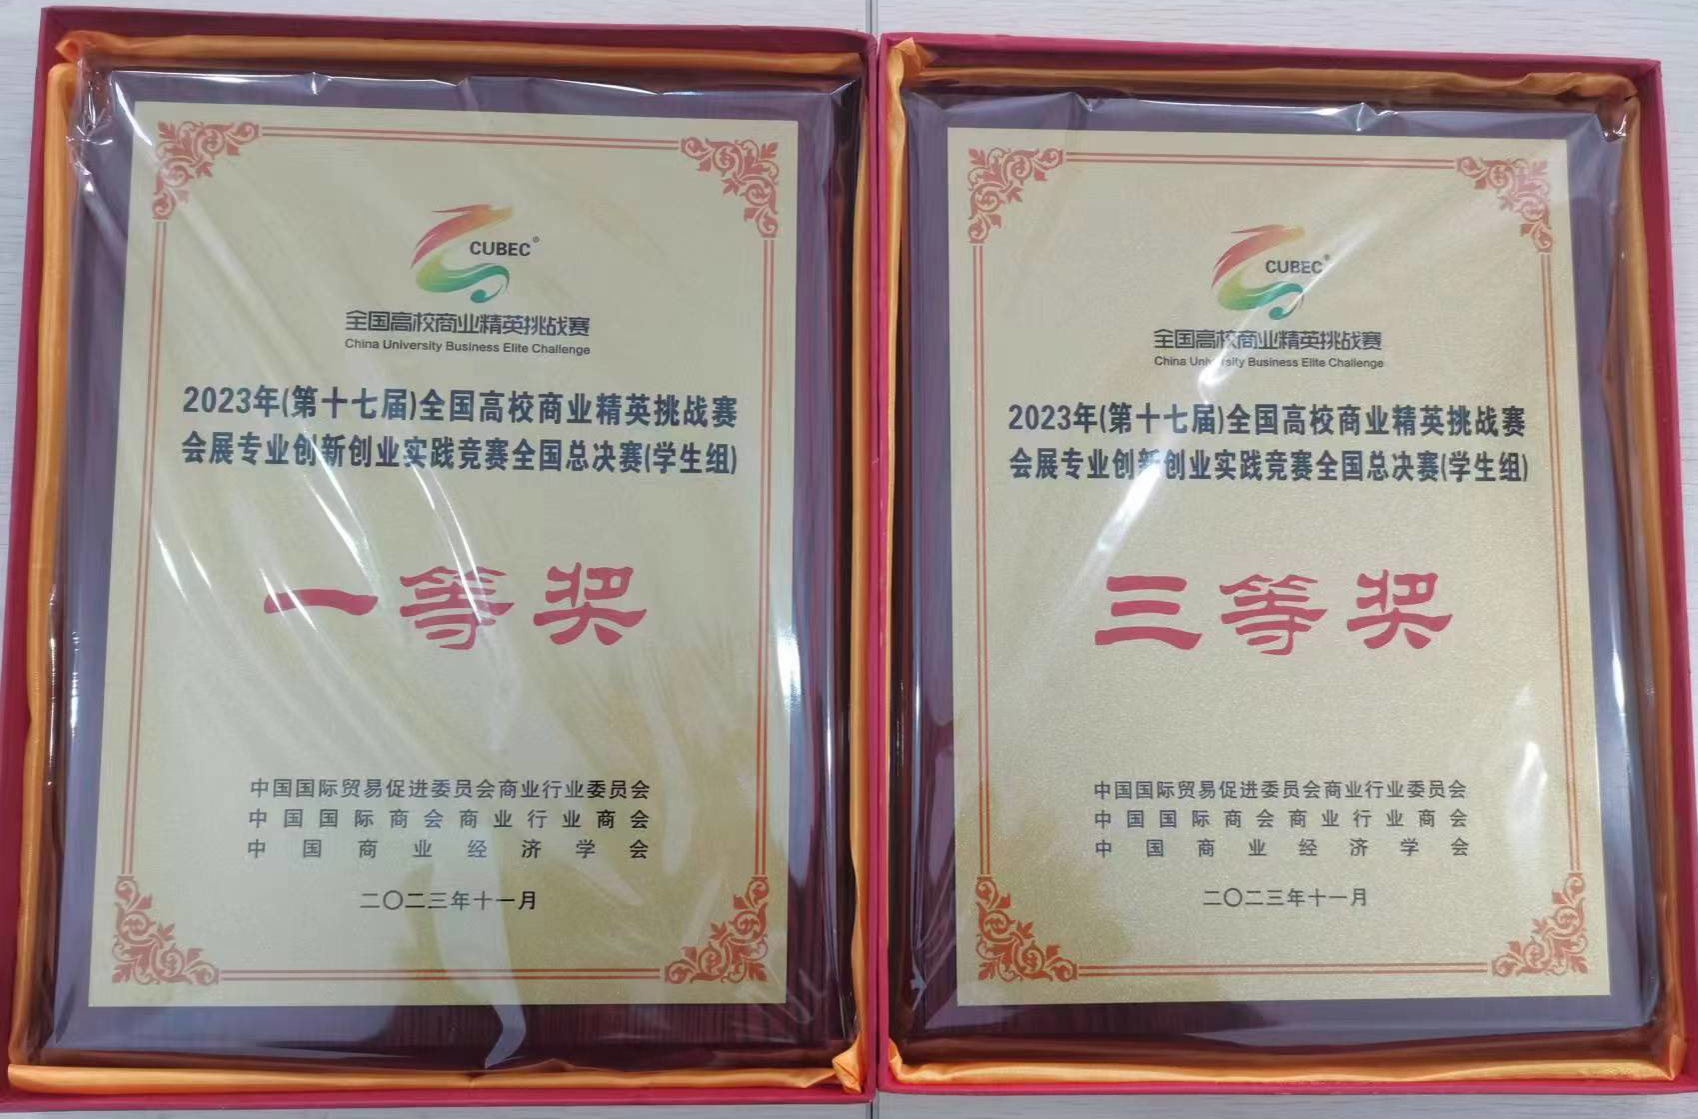 CUBEC®
全国高校商业精英挑战赛
China University Business Elite Challenge
2023年(第十七届)全国高校商业精英挑战赛
会展专业创新创业实践竞赛全国总决赛(学生组)
一等奖
中国国际贸易促进委员会商业行业委员会
中国国际商会商业行业商会
中国商业经济学会
二〇二三年十一月
CUBEC®
全国高校商业精英挑战赛
China University Business Elite Challenge
2023年(第十七届)全国高校商业精英挑战赛
会展专业创新创业实践竞赛全国总决赛(学生组)
三等奖
中国国际贸易促进委员会商业行业委员会
中国国际商会商业行业商会
中国商业经济学会
二〇二三年十一月